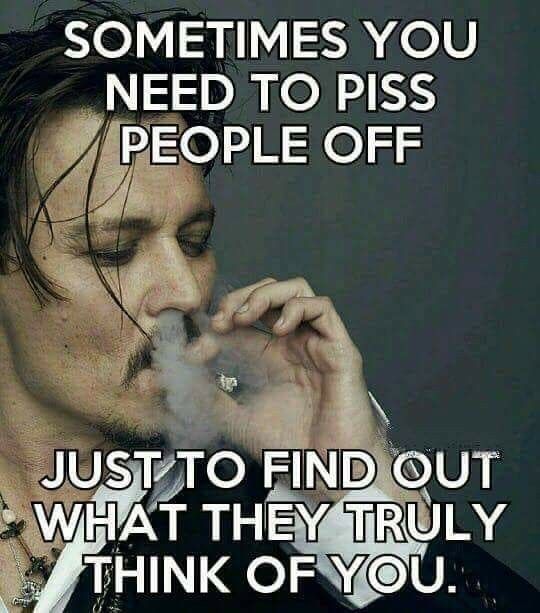 SOMETIMES YOU
NEED TO PISS
PEOPLE OFF
JUST TO FIND OUT
WHAT THEY TRULY
THINK OF YOU.